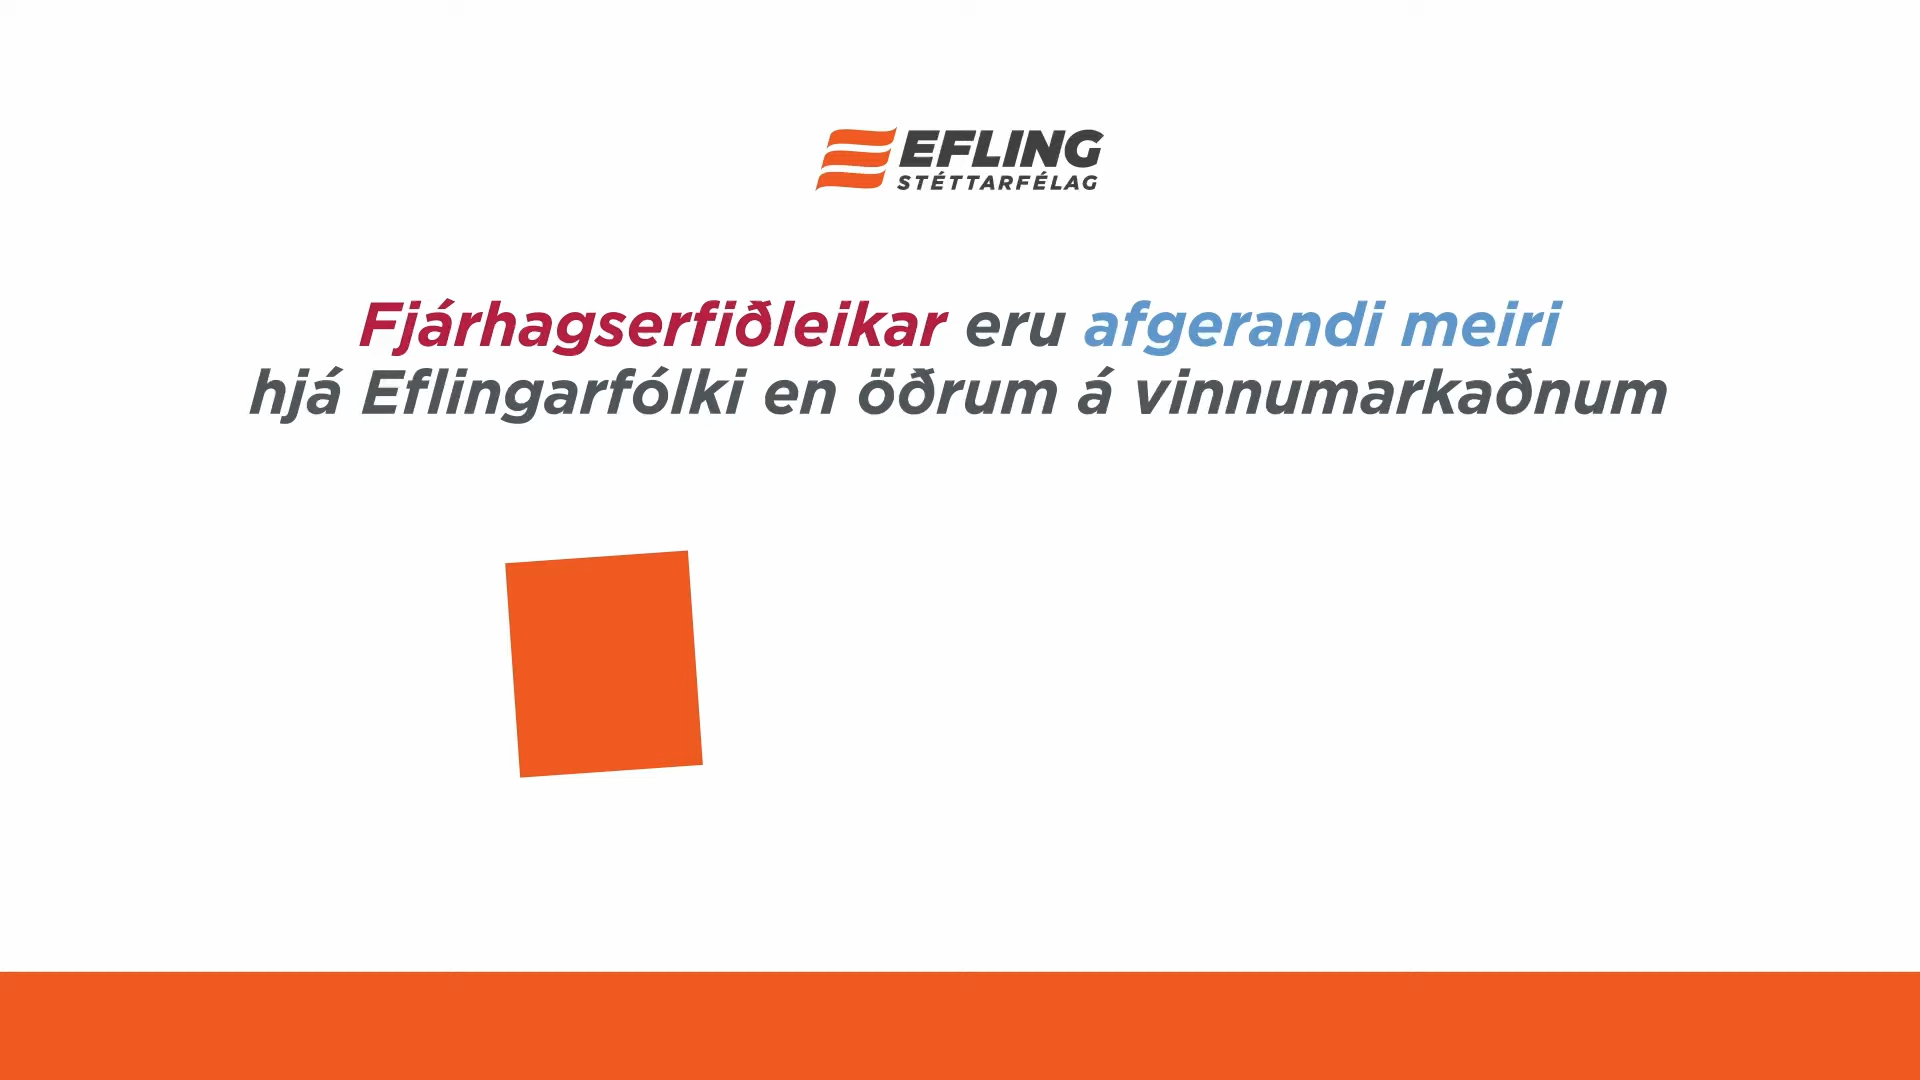 EFLING
STÉTTARFÉLAG
Fjárhagserfiðleikar eru afgerandi meiri
hjá Eflingarfólki en öðrum á vinnumarkaðnum